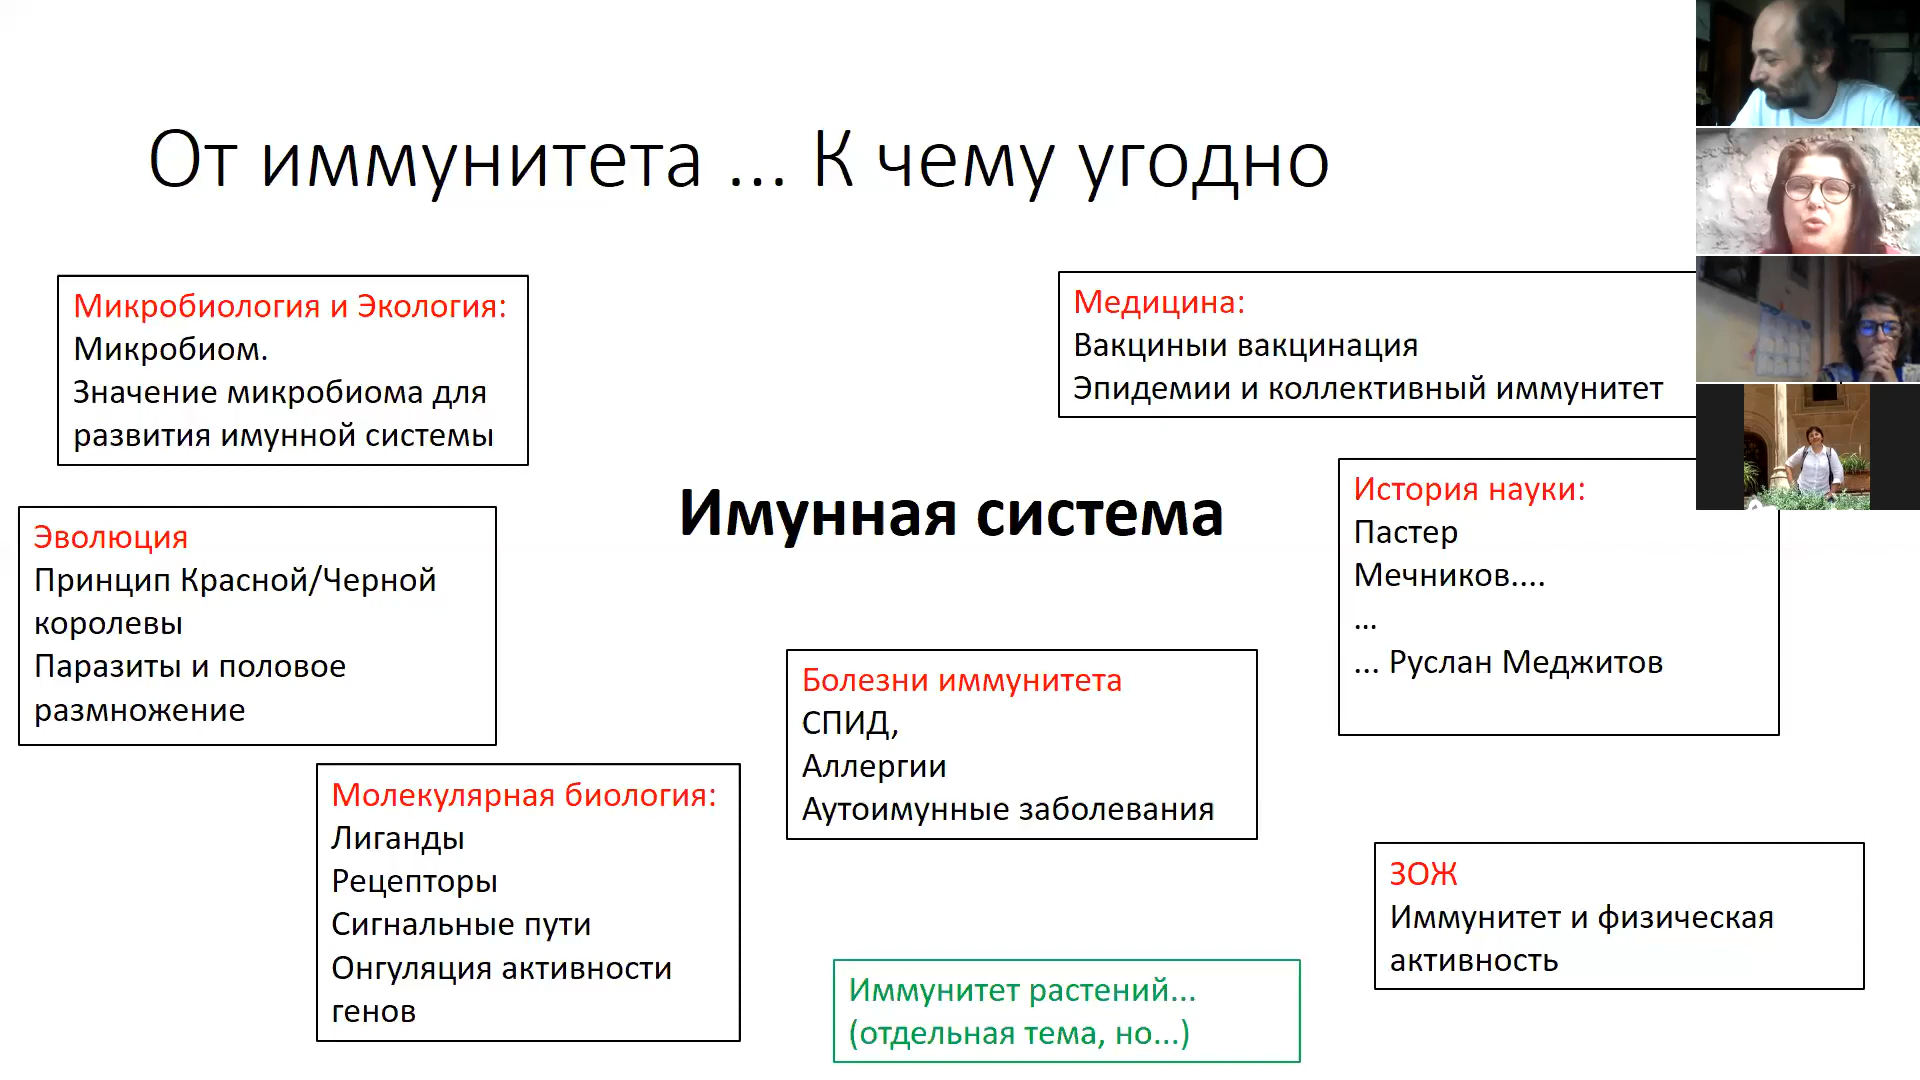 От иммунитета ... К чему угодно
Микробиология и Экология:
Микробиом.
Значение микробиома для
развития имунной системы
Медицина:
Вакциныи вакцинация
Эпидемии и коллективный иммунитет
Эволюция
Принцип Красной/Черной
королевы
Паразиты и половое
размножение
Имунная система
История науки:
Пастер
Мечников....
...
... Руслан Меджитов
Болезни иммунитета
СПИД,
Аллергии
Аутоимунные заболевания
Молекулярная биология:
Лиганды
Рецепторы
Сигнальные пути
Онгуляция активности
генов
ЗОЖ
Иммунитет и физическая
активность
Иммунитет растений...
(отдельная тема, но...)